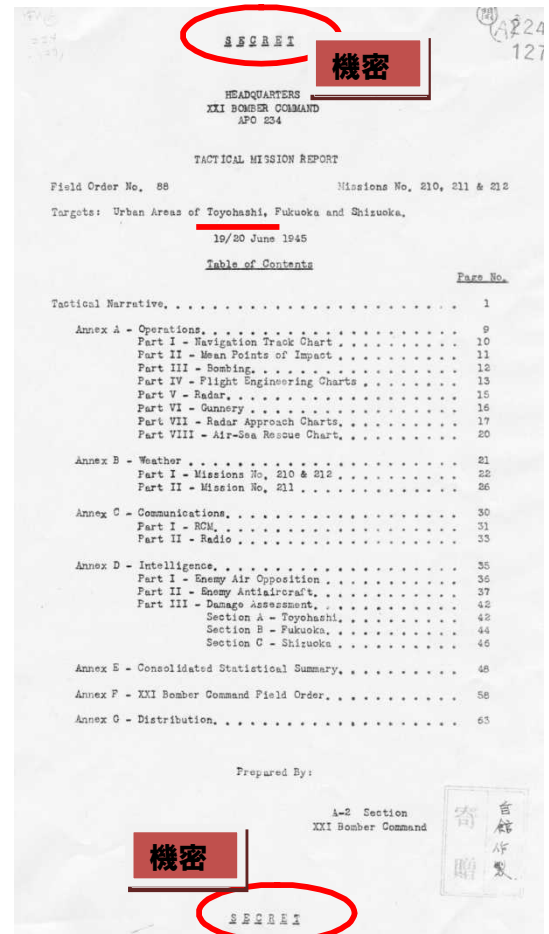 224
127
SECRET
機密
HEADQUARTERS
XXI BOMBER COMMAND
APO 234
TACTICAL MISSION REPORT
Field Order No. 88 Missions No. 210, 211 & 212
Targets: Urban Areas of Toyohashi, Fukuoka and Shizuoka.
19/20 June 1945
Table of Contents
Page No.
Tactical Narrative. . . . . . . . . . . . . . . . . . . . . . . . 1
Annex A - Operations. . . . . . . . . . . . . . . . . . . . . 9
Part I - Navigation Track Chart . . . . . . . . . . 10
Part II - Mean Points of Impact . . . . . . . . . . 11
Part III - Bombing. . . . . . . . . . . . . . . . . 12
Part IV - Flight Engineering Charts . . . . . . . . 13
Part V - Radar. . . . . . . . . . . . . . . . . . . 15
Part VI - Gunnery . . . . . . . . . . . . . . . . . 16
Part VII - Radar Approach Charts. . . . . . . . . . 17
Part VIII - Air-Sea Rescue Chart. . . . . . . . . . 20
Annex B - Weather . . . . . . . . . . . . . . . . . . . . . . 21
Part I - Missions No. 210 & 212 . . . . . . . . . . 22
Part II - Mission No. 211 . . . . . . . . . . . . . 26
Annex C - Communications. . . . . . . . . . . . . . . . . . . 30
Part I - RCM. . . . . . . . . . . . . . . . . . . . 31
Part II - Radio . . . . . . . . . . . . . . . . . . 33
Annex D - Intelligence. . . . . . . . . . . . . . . . . . . . 35
Part I - Enemy Air Opposition . . . . . . . . . . . 36
Part II - Enemy Antiaircraft. . . . . . . . . . . . 37
Part III - Damage Assessment. . . . . . . . . . . . 42
Section A - Toyohashi. . . . . . . . . . . 42
Section B - Fukuoka. . . . . . . . . . . . 44
Section C - Shizuoka . . . . . . . . . . . 46
Annex E - Consolidated Statistical Summary. . . . . . . . . . 48
Annex F - XXI Bomber Command Field Order. . . . . . . . . . . 58
Annex G - Distribution. . . . . . . . . . . . . . . . . . . . 63
Prepared By:
A-2 Section
XXI Bomber Command
寄贈
機密
SECRET